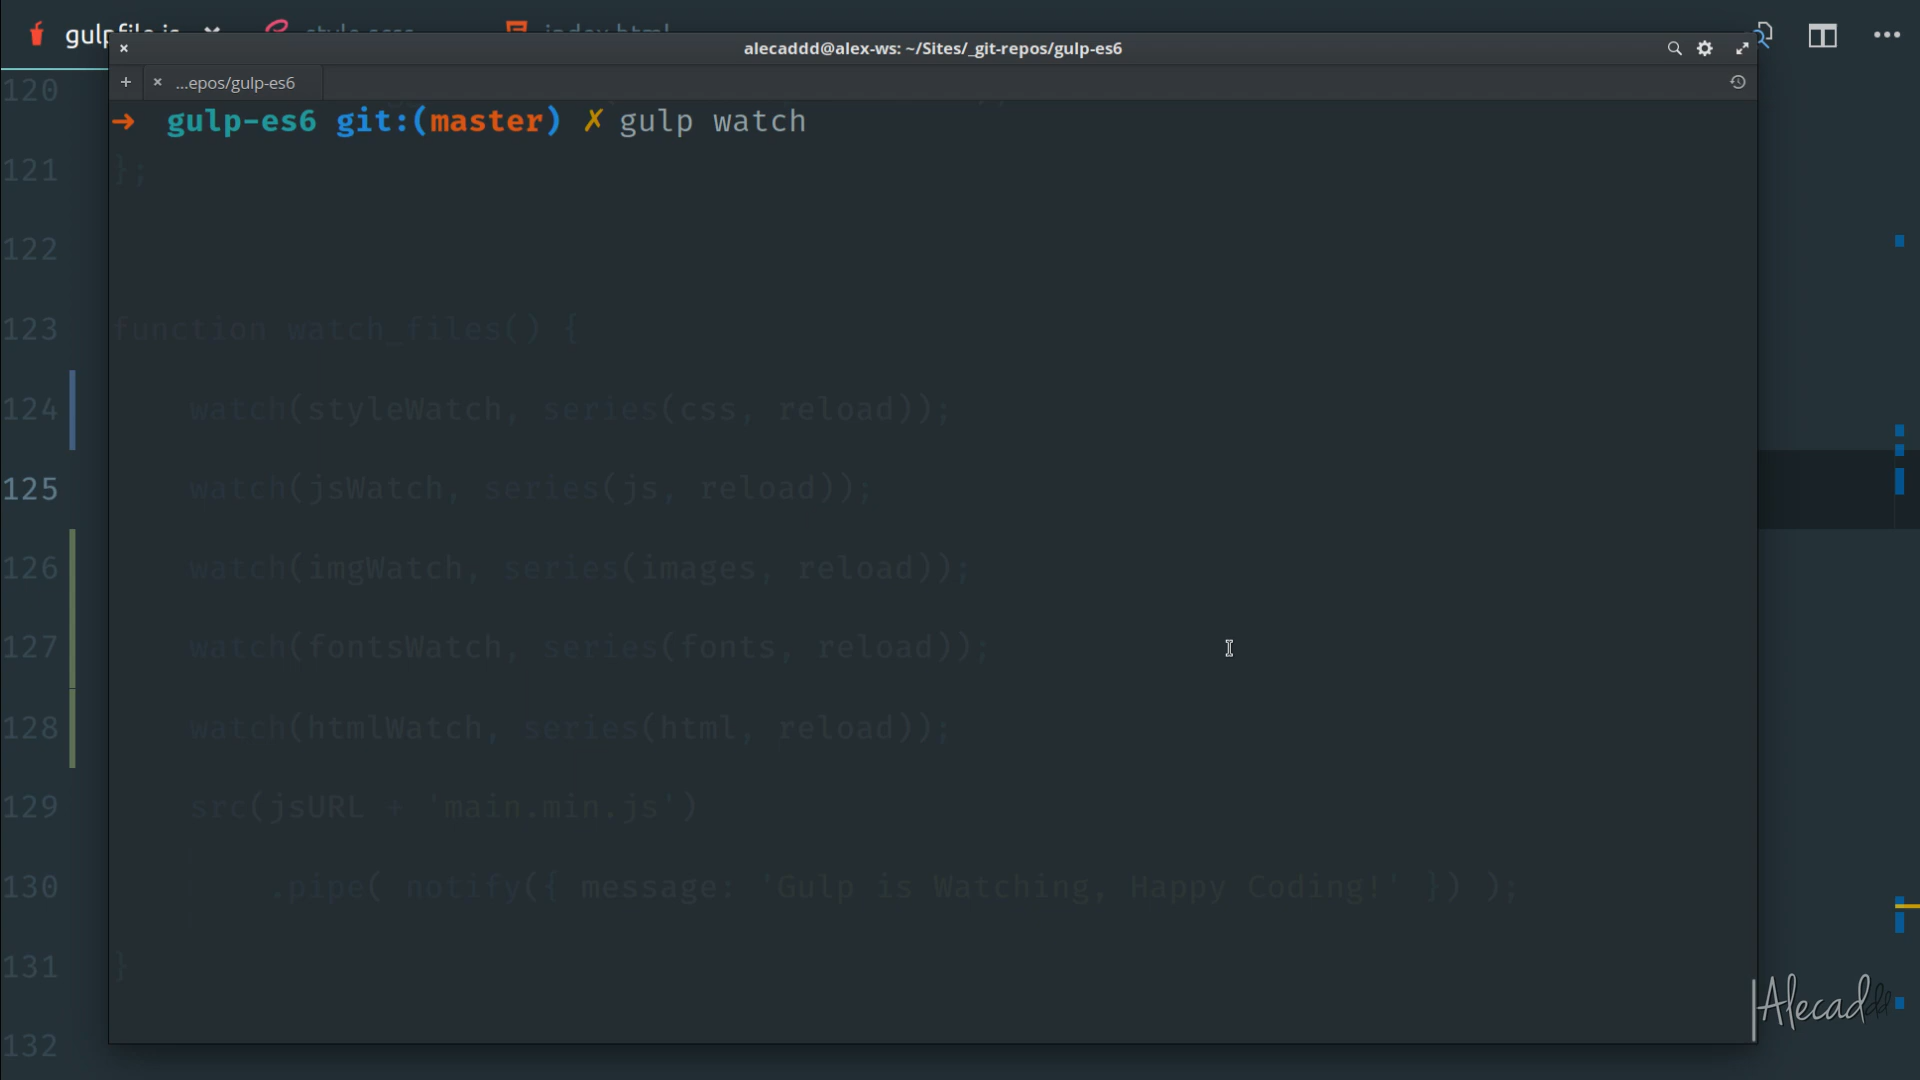 gulpfile.js style.scss index.html
alecaddd@alex-ws: ~/Sites/_git-repos/gulp-es6
...epos/gulp-es6
120
→ gulp-es6 git:(master) ✗ gulp watch
121 };
122
123 function watch_files() {
124 watch(styleWatch, series(css, reload));
125 watch(jsWatch, series(js, reload));
126 watch(imgWatch, series(images, reload));
127 watch(fontsWatch, series(fonts, reload));
128 watch(htmlWatch, series(html, reload));
129 src(jsURL + 'main.min.js')
130 .pipe( notify({ message: 'Gulp is Watching, Happy Coding!' }) );
131 }
132
Alecaddd